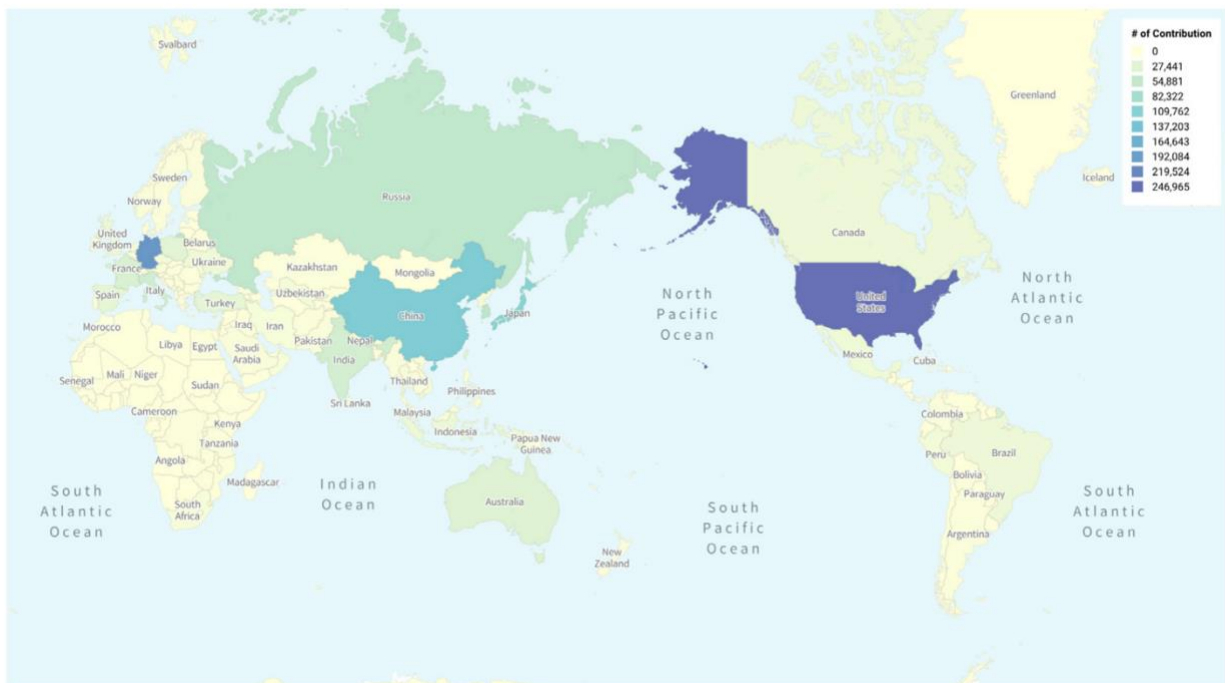 # of Contribution
0
27,441
54,881
82,322
109,762
137,203
164,643
192,084
219,524
246,965
Svalbard
Greenland
Iceland
Sweden
Norway
Russia
United
Kingdom
Belarus
Canada
France
Ukraine
Kazakhstan
Mongolia
Spain
Italy
Uzbekistan
Turkey
China
Japan
North
Pacific
Ocean
United
States
North
Atlantic
Ocean
Morocco
Iraq
Iran
Pakistan
Nepal
Libya
Egypt
Saudi
Arabia
India
Mexico
Cuba
Senegal
Mali
Niger
Sudan
Thailand
Philippines
Sri Lanka
Cameroon
Kenya
Malaysia
Colombia
Tanzania
Indonesia
Papua New
Guinea
Angola
Peru
Brazil
Madagascar
Bolivia
South
Atlantic
Ocean
Indian
Ocean
South
Africa
Australia
Paraguay
South
Pacific
Ocean
South
Atlantic
Ocean
Argentina
New
Zealand